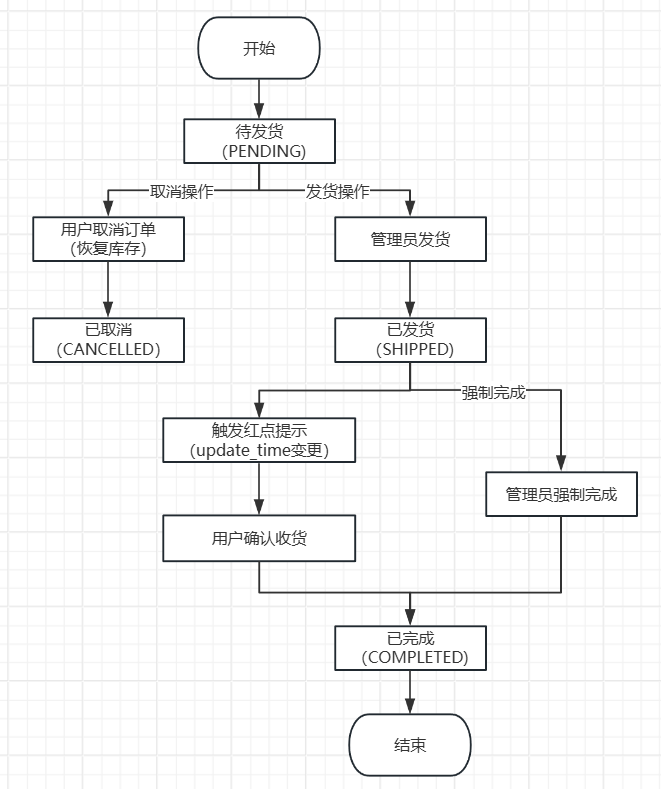 开始
待发货
（PENDING)
取消操作
发货操作
用户取消订单
（恢复库存）
管理员发货
已取消
（CANCELLED）
已发货
（SHIPPED)
强制完成
触发红点提示
（update_time变更）
管理员强制完成
用户确认收货
已完成
（COMPLETED)
结束